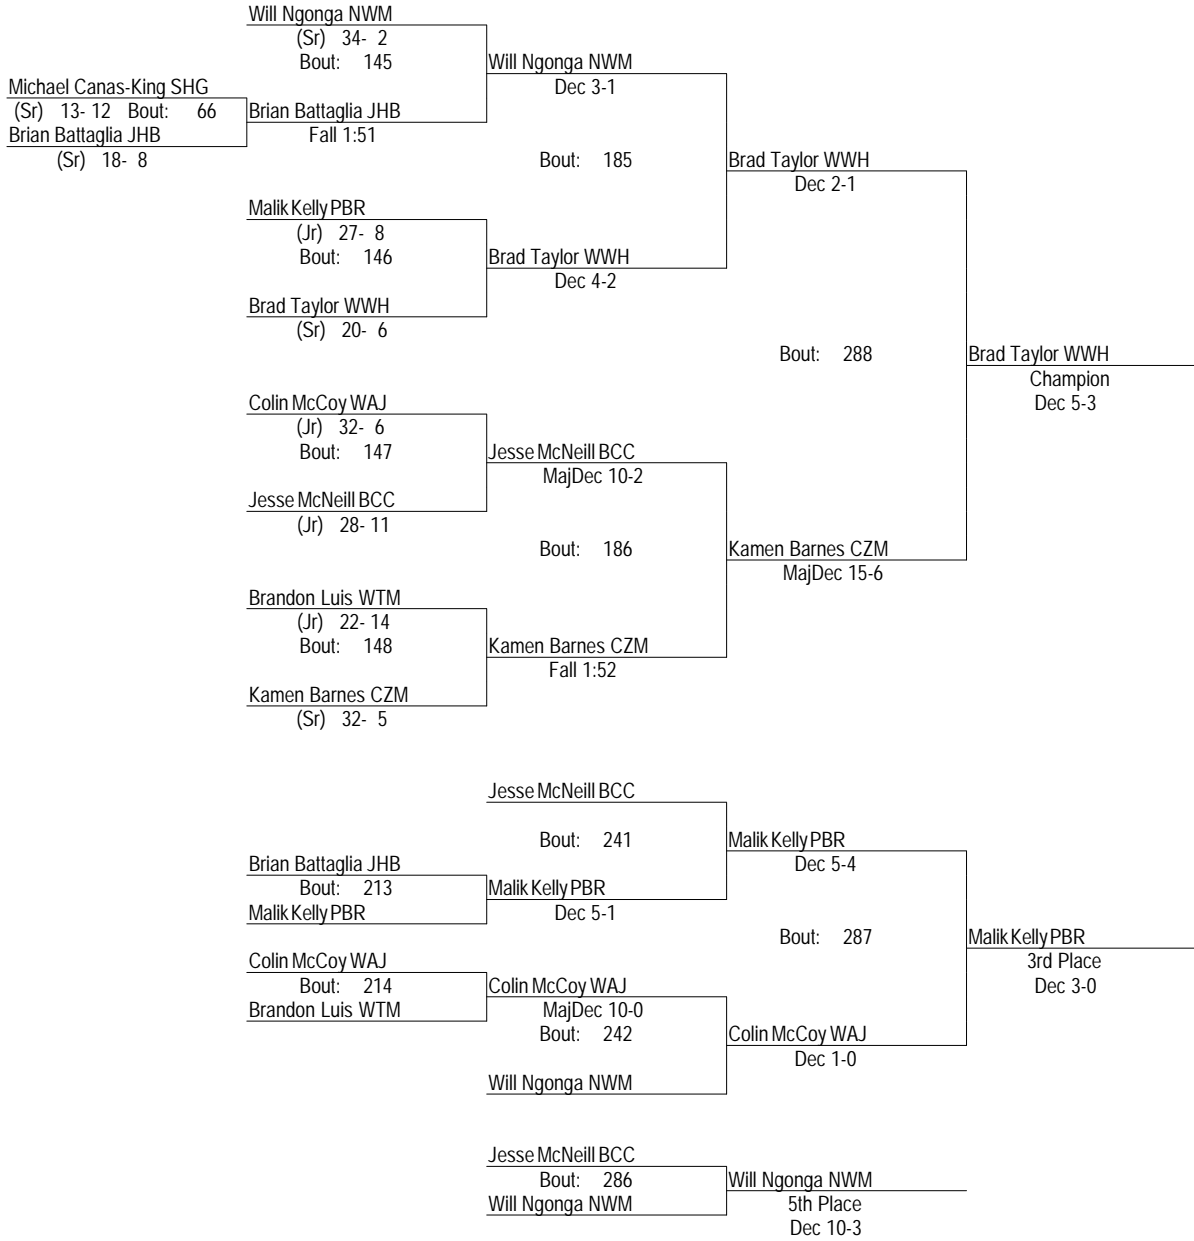 Will Ngonga NWM
(Sr) 34- 2
Bout: 145
Will Ngonga NWM
Dec 3-1
Michael Canas-King SHG
(Sr) 13- 12 Bout: 66
Brian Battaglia JHB
Fall 1:51
Brian Battaglia JHB
(Sr) 18- 8
Bout: 185
Brad Taylor WWH
Dec 2-1
Malik Kelly PBR
(Jr) 27- 8
Bout: 146
Brad Taylor WWH
Dec 4-2
Brad Taylor WWH
(Sr) 20- 6
Bout: 288
Brad Taylor WWH
Champion
Dec 5-3
Colin McCoy WAJ
(Jr) 32- 6
Bout: 147
Jesse McNeill BCC
MajDec 10-2
Jesse McNeill BCC
(Jr) 28- 11
Bout: 186
Kamen Barnes CZM
MajDec 15-6
Brandon Luis WTM
(Jr) 22- 14
Bout: 148
Kamen Barnes CZM
Fall 1:52
Kamen Barnes CZM
(Sr) 32- 5
Jesse McNeill BCC
Bout: 241
Malik Kelly PBR
Dec 5-4
Brian Battaglia JHB
Bout: 213
Malik Kelly PBR
Malik Kelly PBR
Dec 5-1
Bout: 287
Malik Kelly PBR
3rd Place
Dec 3-0
Colin McCoy WAJ
Bout: 214
Brandon Luis WTM
Colin McCoy WAJ
MajDec 10-0
Bout: 242
Colin McCoy WAJ
Dec 1-0
Will Ngonga NWM
Jesse McNeill BCC
Bout: 286
Will Ngonga NWM
Will Ngonga NWM
5th Place
Dec 10-3